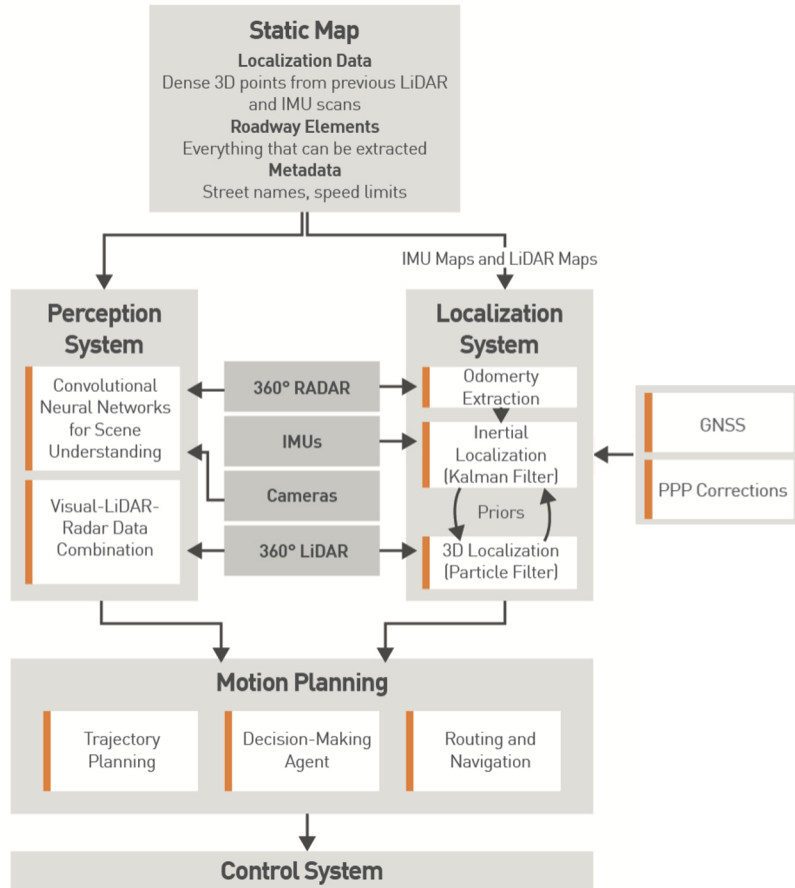 Static Map
Localization Data
Dense 3D points from previous LiDAR
and IMU scans
Roadway Elements
Everything that can be extracted
Metadata
Street names, speed limits
IMU Maps and LiDAR Maps
Perception
System
Convolutional
Neural Networks
for Scene
Understanding
Visual-LiDAR-
Radar Data
Combination
360° RADAR
IMUs
Cameras
360° LiDAR
Localization
System
Odomerty
Extraction
Inertial
Localization
(Kalman Filter)
Priors
3D Localization
(Particle Filter)
GNSS
PPP Corrections
Motion Planning
Trajectory
Planning
Decision-Making
Agent
Routing and
Navigation
Control System